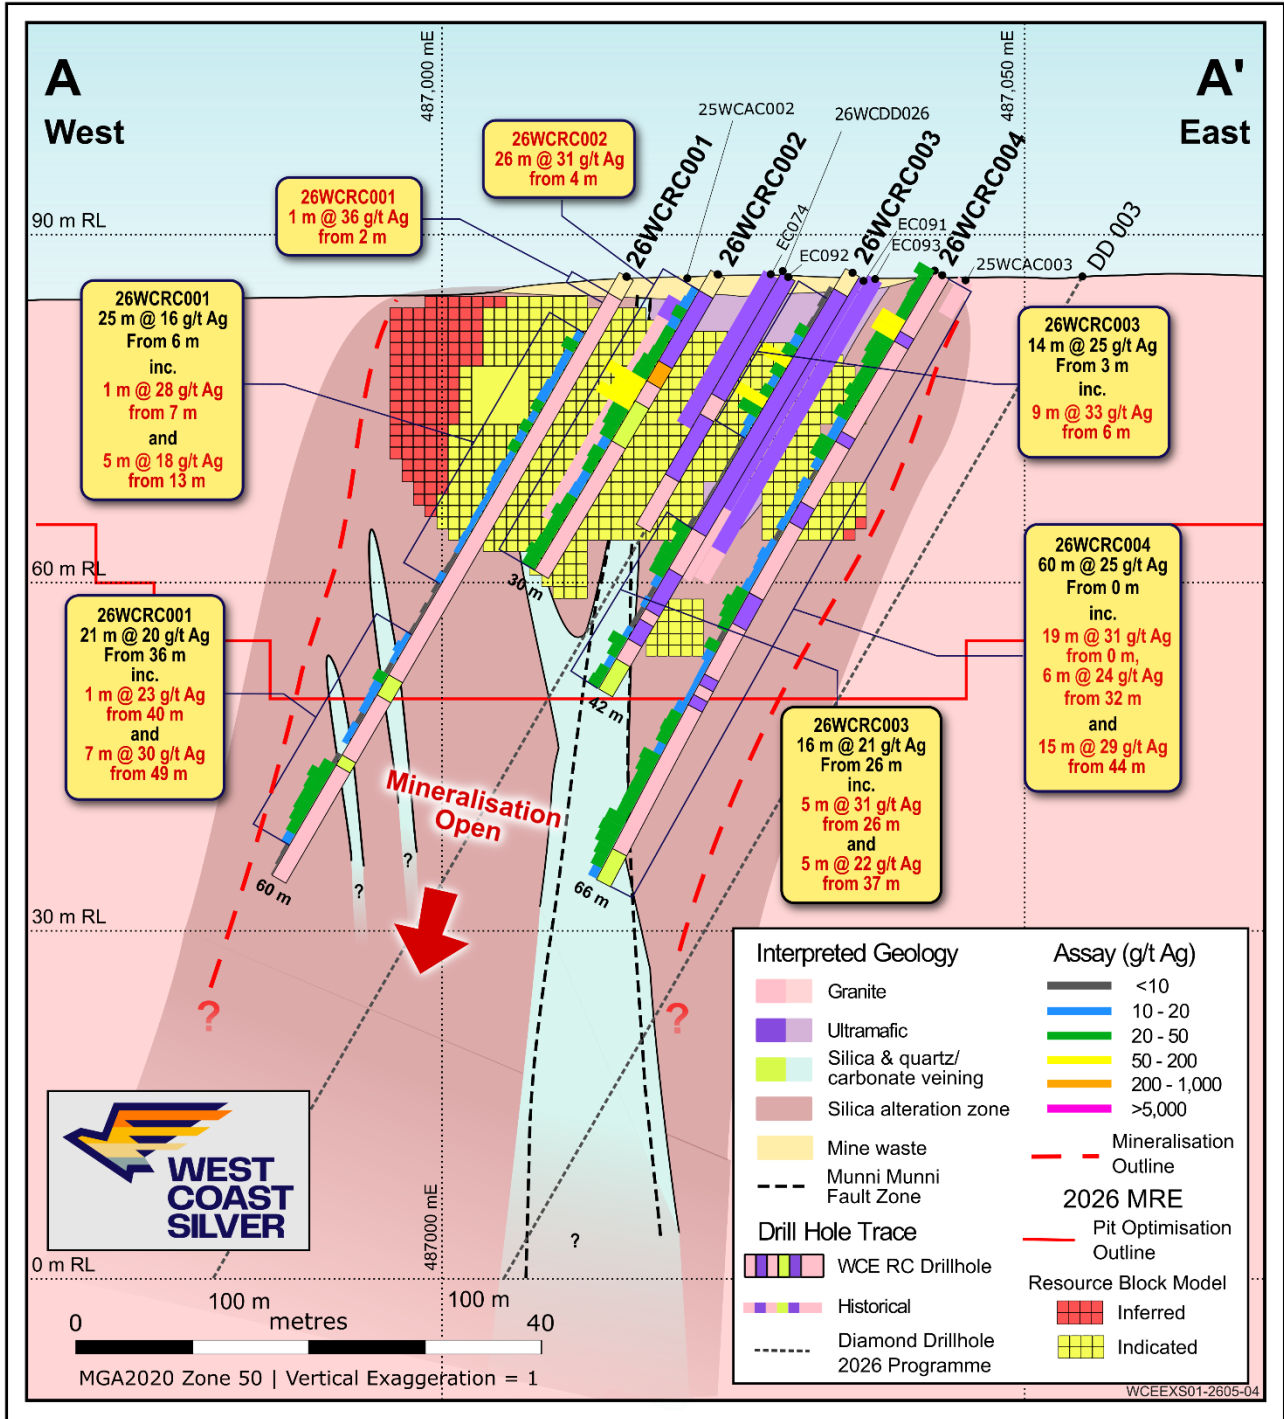 A
West
A'
East
487,000 mE
487,050 mE
25WCAC002
26WCDD026
26WCRC001
26WCRC002
EC074
EC092
26WCRC003
EC091
EC093
26WCRC004
25WCAC003
DD 003
90 m RL
60 m RL
30 m RL
0 m RL
26WCRC002
26 m @ 31 g/t Ag
from 4 m
26WCRC001
1 m @ 36 g/t Ag
from 2 m
26WCRC001
25 m @ 16 g/t Ag
From 6 m
inc.
1 m @ 28 g/t Ag
from 7 m
and
5 m @ 18 g/t Ag
from 13 m
26WCRC003
14 m @ 25 g/t Ag
From 3 m
inc.
9 m @ 33 g/t Ag
from 6 m
26WCRC001
21 m @ 20 g/t Ag
From 36 m
inc.
1 m @ 23 g/t Ag
from 40 m
and
7 m @ 30 g/t Ag
from 49 m
26WCRC004
60 m @ 25 g/t Ag
From 0 m
inc.
19 m @ 31 g/t Ag
from 0 m,
6 m @ 24 g/t Ag
from 32 m
and
15 m @ 29 g/t Ag
from 44 m
26WCRC003
16 m @ 21 g/t Ag
From 26 m
inc.
5 m @ 31 g/t Ag
from 26 m
and
5 m @ 22 g/t Ag
from 37 m
30 m
42 m
60 m
66 m
Mineralisation
Open
?
?
?
?
?
487000 mE
100 m
100 m
WEST
COAST
SILVER
metres
0
40
MGA2020 Zone 50 | Vertical Exaggeration = 1
Interpreted Geology
Granite
Ultramafic
Silica & quartz/
carbonate veining
Silica alteration zone
Mine waste
Munni Munni
Fault Zone
Drill Hole Trace
WCE RC Drillhole
Historical
Diamond Drillhole
2026 Programme
Assay (g/t Ag)
<10
10 - 20
20 - 50
50 - 200
200 - 1,000
>5,000
Mineralisation
Outline
2026 MRE
Pit Optimisation
Outline
Resource Block Model
Inferred
Indicated
WCEEXS01-2605-04